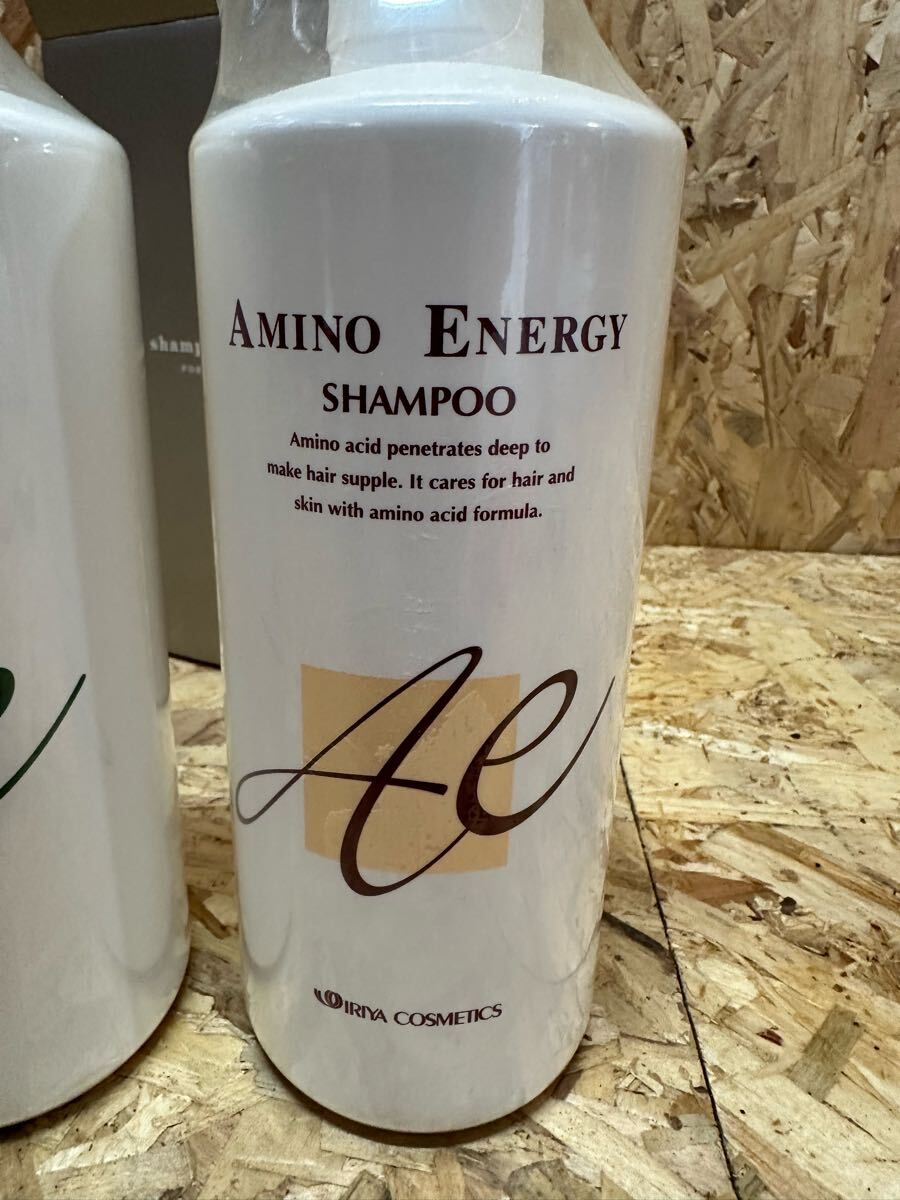 AMINO ENERGY
SHAMPOO
Amino acid penetrates deep to
make hair supple. It cares for hair and
skin with amino acid formula.
Ae
IRIYA COSMETICS